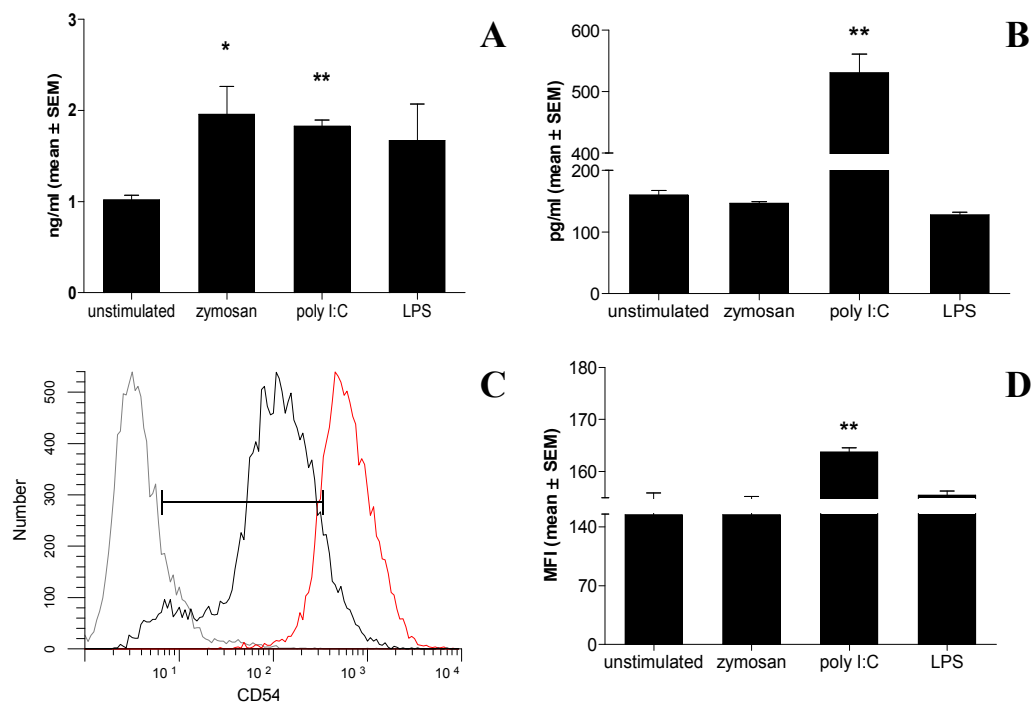 A
ng/ml (mean ± SEM)
3
2
1
0
*
**
unstimulated zymosan poly I:C LPS
B
pg/ml (mean ± SEM)
600
500
400
200
100
0
**
unstimulated zymosan poly I:C LPS
C
Number
500
400
300
200
100
0
10 1 10 2 10 3 10 4
CD54
D
MFI (mean ± SEM)
180
170
160
140
70
0
**
unstimulated zymosan poly I:C LPS